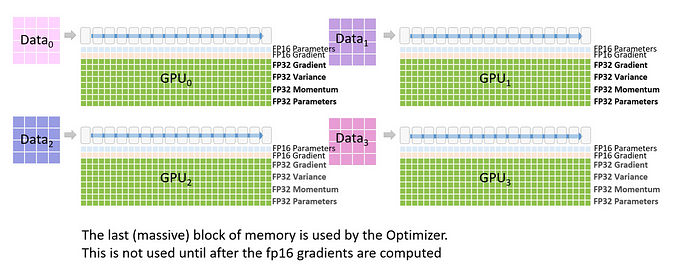 Data0
FP16 Parameters
FP16 Gradient
FP32 Gradient
FP32 Variance
FP32 Momentum
FP32 Parameters
GPU0
Data1
FP16 Parameters
FP16 Gradient
FP32 Gradient
FP32 Variance
FP32 Momentum
FP32 Parameters
GPU1
Data2
FP16 Parameters
FP16 Gradient
FP32 Gradient
FP32 Variance
FP32 Momentum
FP32 Parameters
GPU2
Data3
FP16 Parameters
FP16 Gradient
FP32 Gradient
FP32 Variance
FP32 Momentum
FP32 Parameters
GPU3
The last (massive) block of memory is used by the Optimizer.
This is not used until after the fp16 gradients are computed